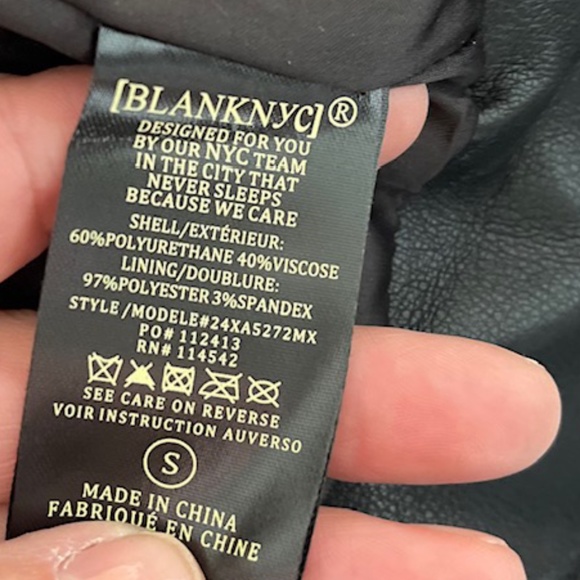 [BLANKNYC]®
DESIGNED FOR YOU
BY OUR NYC TEAM
IN THE CITY THAT
NEVER SLEEPS
BECAUSE WE CARE
SHELL/EXTÉRIEUR:
60%POLYURETHANE 40%VISCOSE
LINING/DOUBLURE:
97%POLYESTER 3%SPANDEX
STYLE/MODELE#24XA5272MX
PO# 112413
RN# 114542
SEE CARE ON REVERSE
VOIR INSTRUCTION AUVERSO
S
MADE IN CHINA
FABRIQUÉ EN CHINE